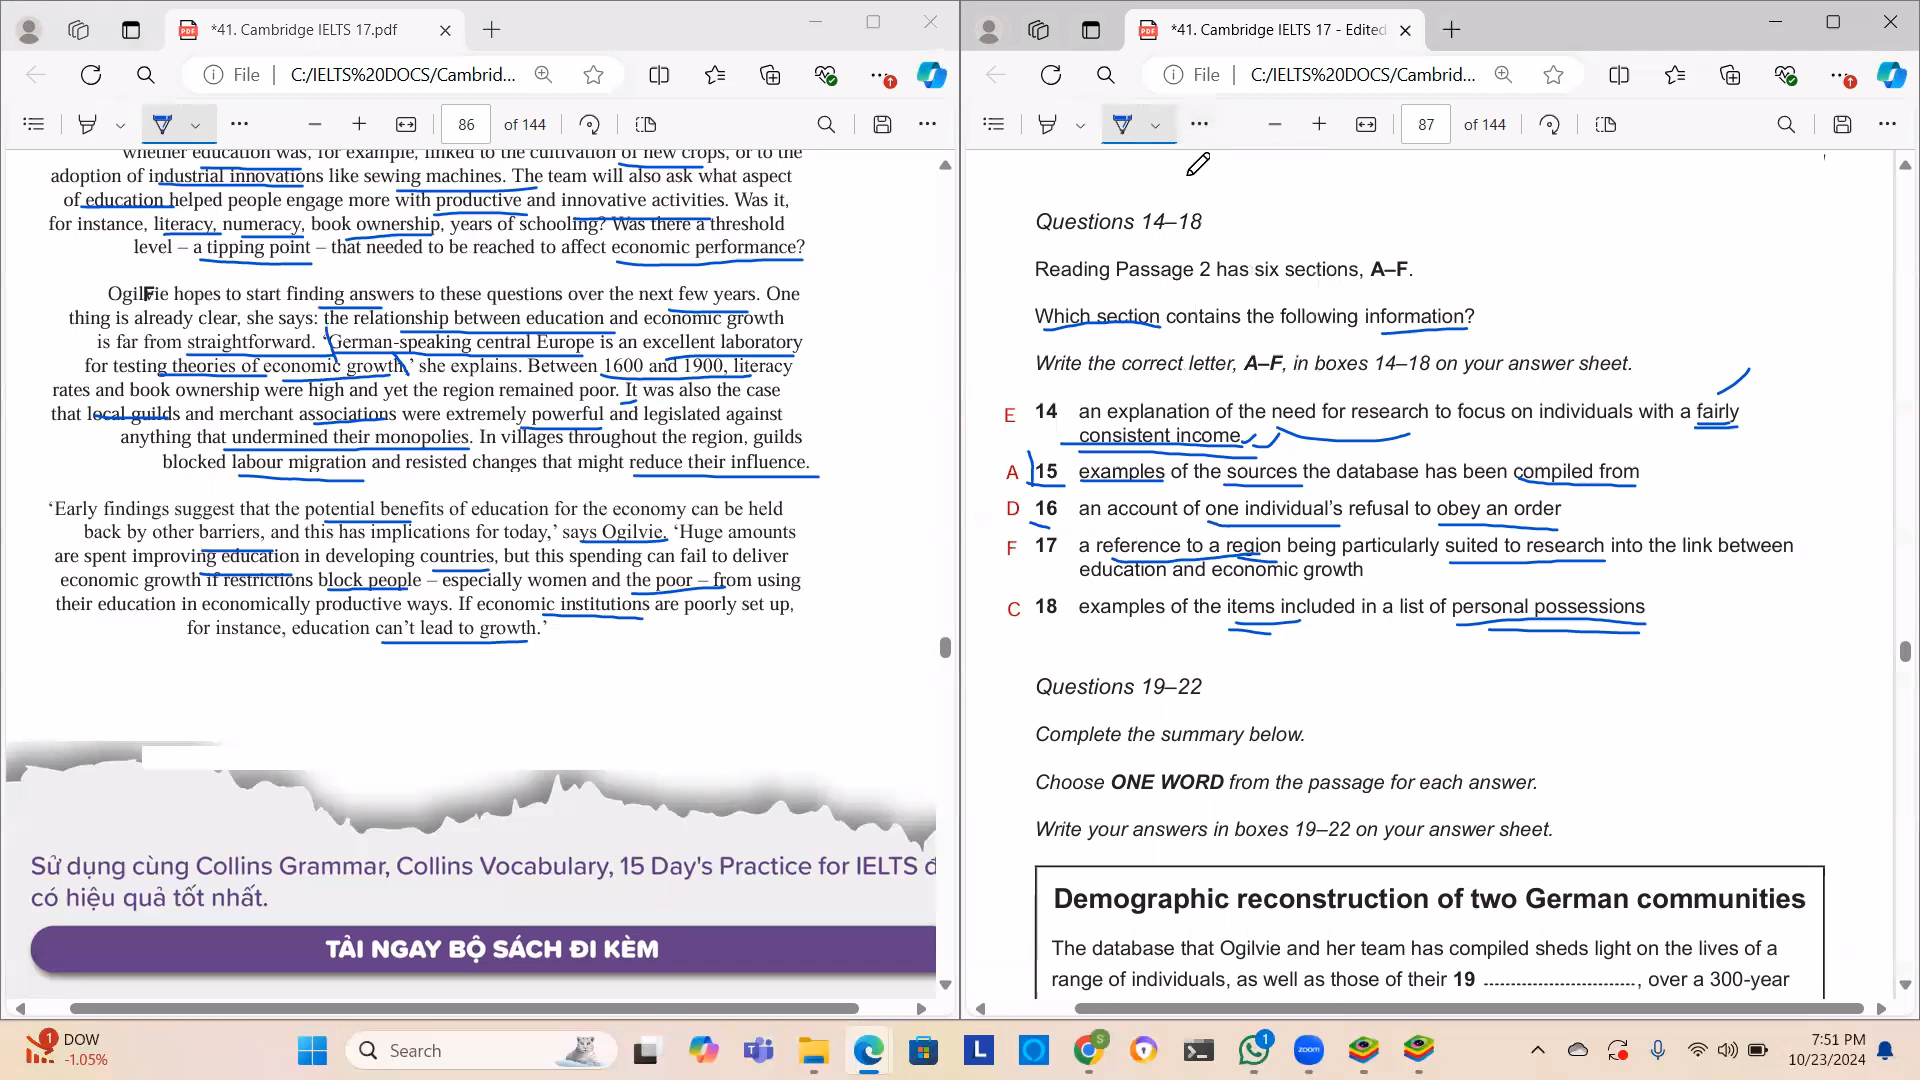 *41. Cambridge IELTS 17.pdf
File
C:/IELTS%20DOCS/Cambrid...
86 of 144
whether education was, for example, linked to the cultivation of new crops, or to the
adoption of industrial innovations like sewing machines. The team will also ask what aspect
of education helped people engage more with productive and innovative activities. Was it,
for instance, literacy, numeracy, book ownership, years of schooling? Was there a threshold
level – a tipping point – that needed to be reached to affect economic performance?
F
Ogilvie hopes to start finding answers to these questions over the next few years. One
thing is already clear, she says: the relationship between education and economic growth
is far from straightforward. ‘German-speaking central Europe is an excellent laboratory
for testing theories of economic growth,’ she explains. Between 1600 and 1900, literacy
rates and book ownership were high and yet the region remained poor. It was also the case
that local guilds and merchant associations were extremely powerful and legislated against
anything that undermined their monopolies. In villages throughout the region, guilds
blocked labour migration and resisted changes that might reduce their influence.
‘Early findings suggest that the potential benefits of education for the economy can be held
back by other barriers, and this has implications for today,’ says Ogilvie. ‘Huge amounts
are spent improving education in developing countries, but this spending can fail to deliver
economic growth if restrictions block people – especially women and the poor – from using
their education in economically productive ways. If economic institutions are poorly set up,
for instance, education can’t lead to growth.’
Sử dụng cùng Collins Grammar, Collins Vocabulary, 15 Day's Practice for IELTS đ
có hiệu quả tốt nhất.
TẢI NGAY BỘ SÁCH ĐI KÈM
*41. Cambridge IELTS 17 - Edited
File
C:/IELTS%20DOCS/Cambrid...
87 of 144
Questions 14–18
Reading Passage 2 has six sections, A–F.
Which section contains the following information?
Write the correct letter, A–F, in boxes 14–18 on your answer sheet.
E 14 an explanation of the need for research to focus on individuals with a fairly
consistent income
A 15 examples of the sources the database has been compiled from
D 16 an account of one individual’s refusal to obey an order
F 17 a reference to a region being particularly suited to research into the link between
education and economic growth
C 18 examples of the items included in a list of personal possessions
Questions 19–22
Complete the summary below.
Choose ONE WORD from the passage for each answer.
Write your answers in boxes 19–22 on your answer sheet.
Demographic reconstruction of two German communities
The database that Ogilvie and her team has compiled sheds light on the lives of a
range of individuals, as well as those of their 19 ............................, over a 300-year
1
DOW
-1.05%
Search
L
S
1
zoom
7:51 PM
10/23/2024